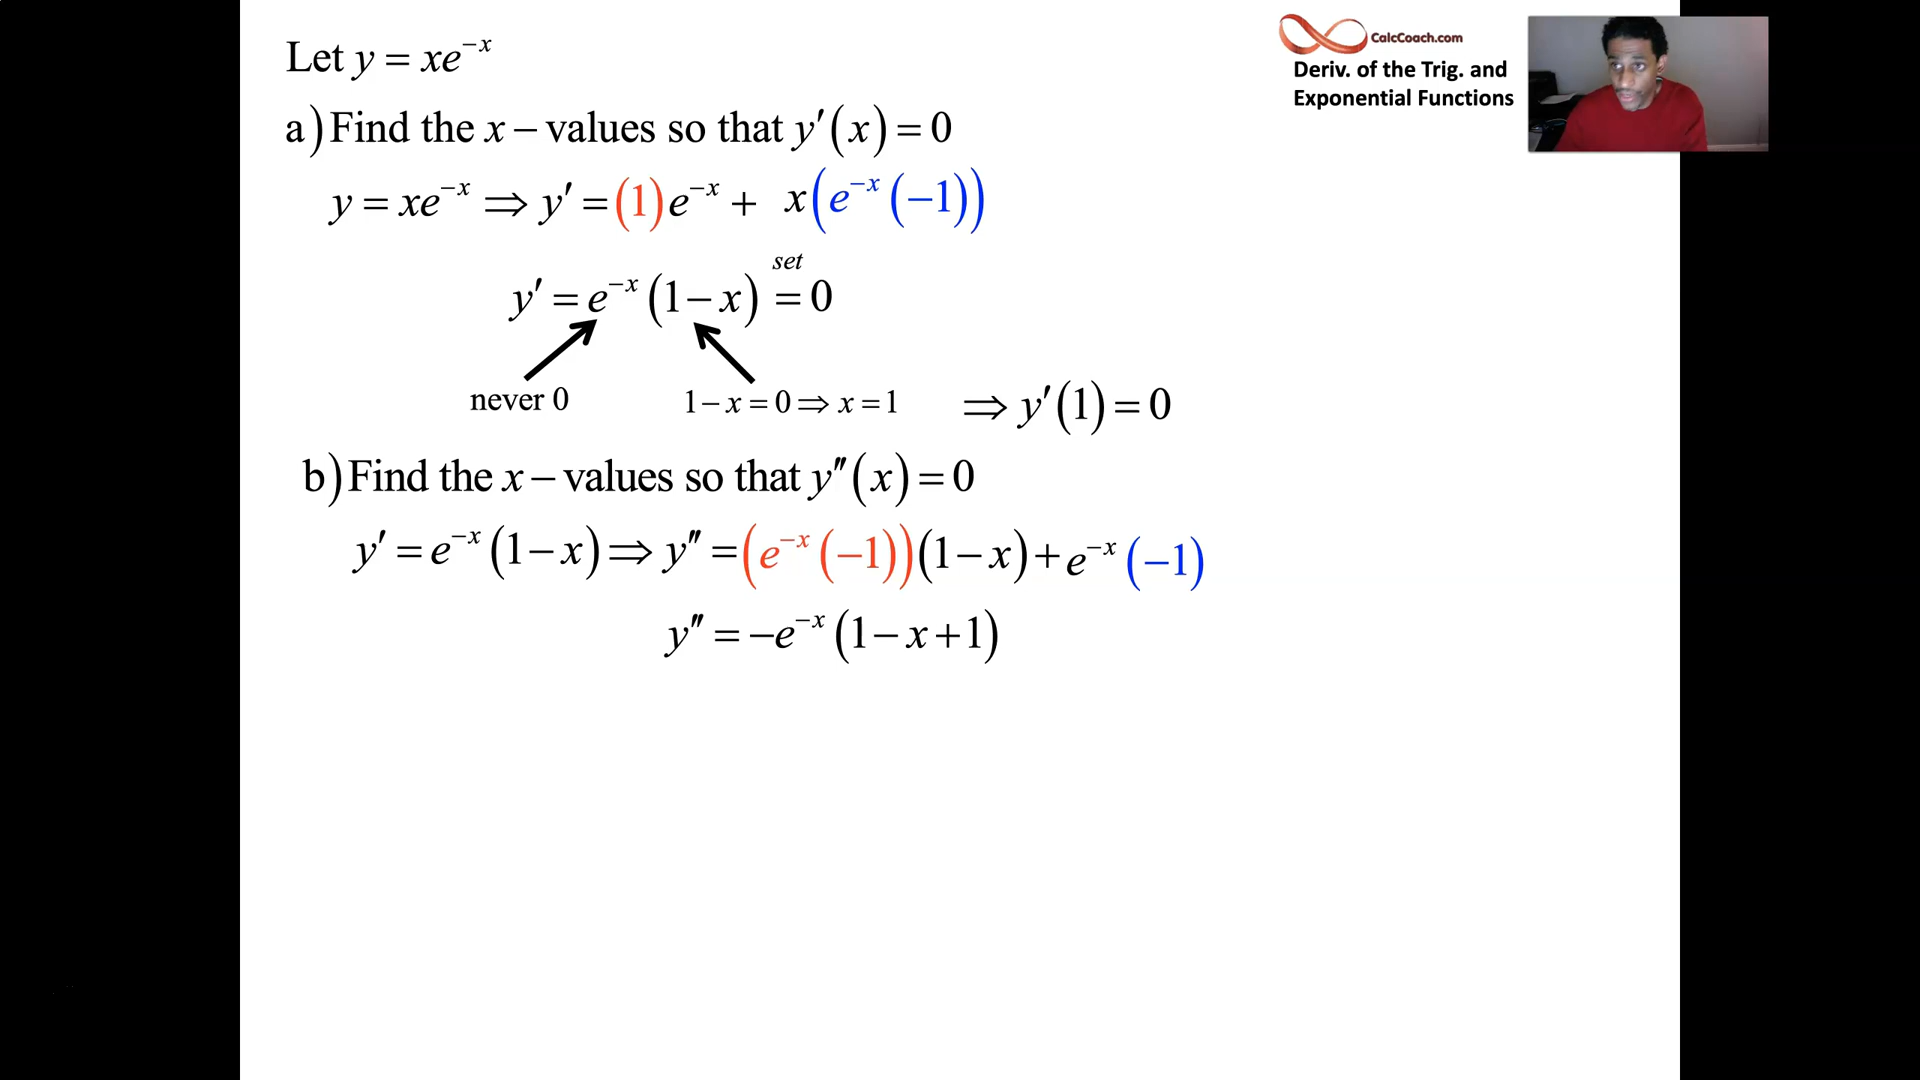 Let y = xe^{-x}
CalcCoach.com
Deriv. of the Trig. and
Exponential Functions
a) Find the x – values so that y′(x) = 0
y = xe^{-x} ⇒ y′ = (1)e^{-x} + x(e^{-x}(−1))
y′ = e^{-x}(1−x) \overset{set}{=} 0
never 0
1−x = 0 ⇒ x = 1 ⇒ y′(1) = 0
b) Find the x – values so that y″(x) = 0
y′ = e^{-x}(1−x) ⇒ y″ = (e^{-x}(−1))(1−x) + e^{-x}(−1)
y″ = −e^{-x}(1−x+1)